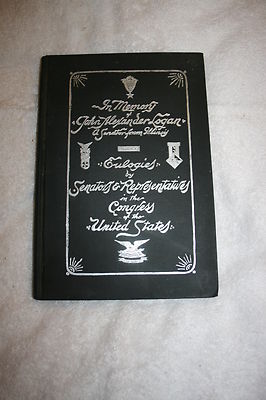 In Memory
of
John Alexander Logan
A Senator from Illinois
Eulogies
by
Senators & Representatives
in the
Congress
of the
United States